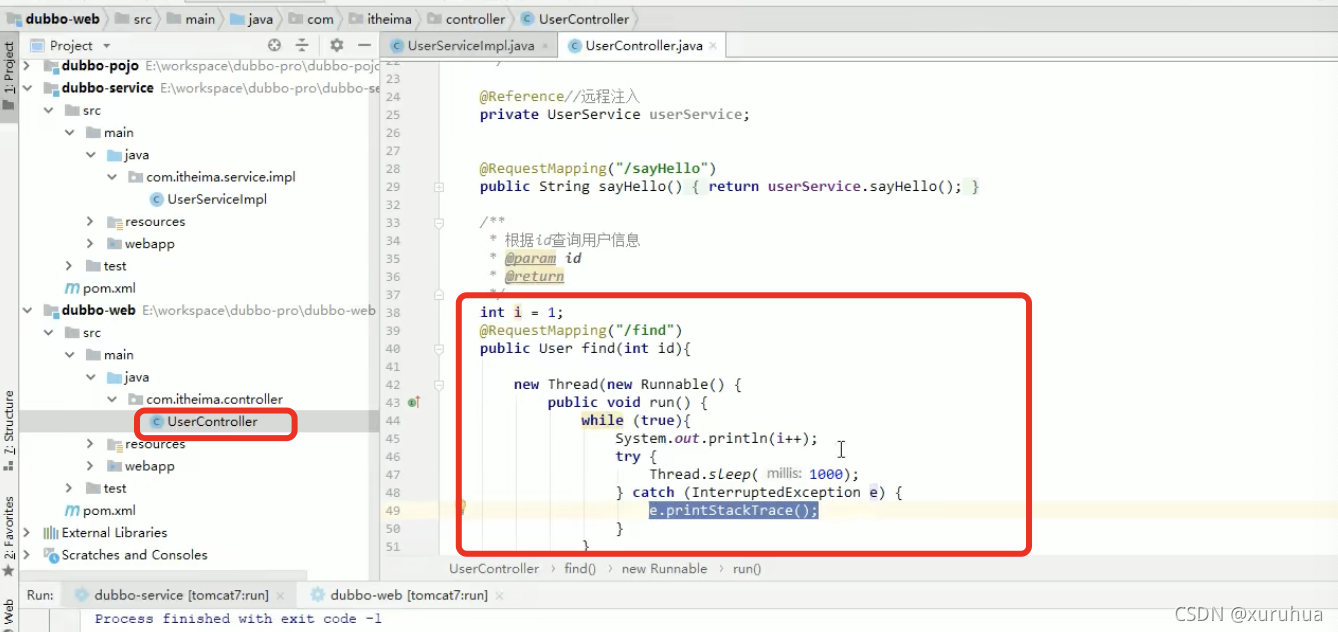 dubbo-web src main java com itheima controller UserController
1: Project
Project
UserServiceImpl.java
UserController.java
dubbo-pojo E:\workspace\dubbo-pro\dubbo-pojo
dubbo-service E:\workspace\dubbo-pro\dubbo-se
src
main
java
com.itheima.service.impl
UserServiceImpl
resources
webapp
test
pom.xml
dubbo-web E:\workspace\dubbo-pro\dubbo-web
src
main
java
com.itheima.controller
UserController
resources
webapp
test
pom.xml
External Libraries
Scratches and Consoles
7: Structure
2: Favorites
Web
22 */
23
24 @Reference//远程注入
25 private UserService userService;
26
27
28 @RequestMapping("/sayHello")
29 public String sayHello() { return userService.sayHello(); }
32
33 /**
34 * 根据id查询用户信息
35 * @param id
36 * @return
37 */
38 int i = 1;
39 @RequestMapping("/find")
40 public User find(int id){
41
42 new Thread(new Runnable() {
43 public void run() {
44 while (true){
45 System.out.println(i++);
46 try {
47 Thread.sleep( millis: 1000);
48 } catch (InterruptedException e) {
49 e.printStackTrace();
50 }
51 }
UserController › find() › new Runnable › run()
Run: dubbo-service [tomcat7:run] × dubbo-web [tomcat7:run] ×
Process finished with exit code -1
CSDN @xuruhua